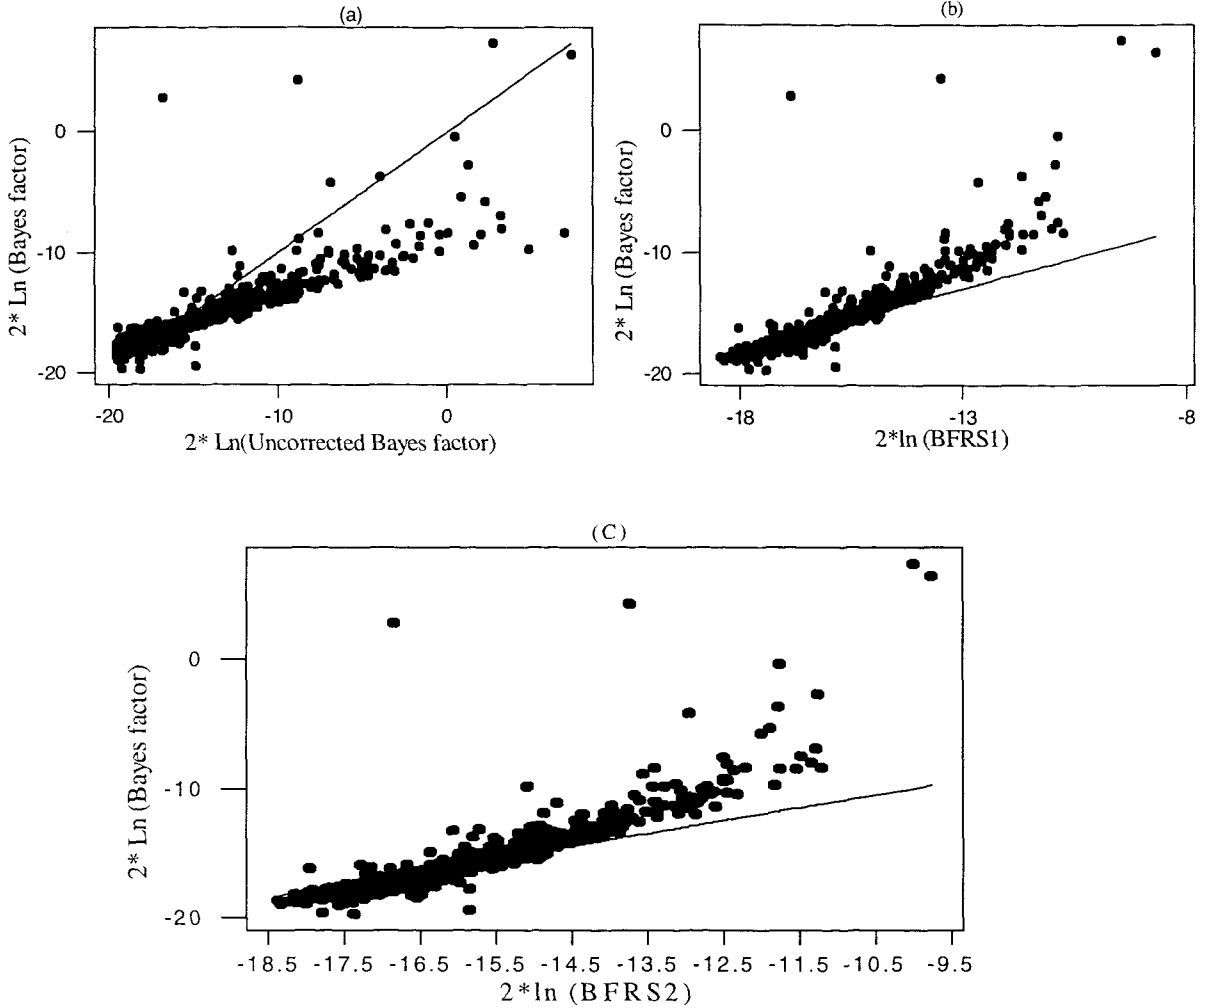 (a)
0
-10
-20
2* Ln (Bayes factor)
-20 -10 0
2* Ln(Uncorrected Bayes factor)
(b)
0
-10
-20
2* Ln (Bayes factor)
-18 -13 -8
2*ln (BFRS1)
(C)
0
-10
-20
2* Ln (Bayes factor)
-18.5 -17.5 -16.5 -15.5 -14.5 -13.5 -12.5 -11.5 -10.5 -9.5
2*ln (BFRS2)